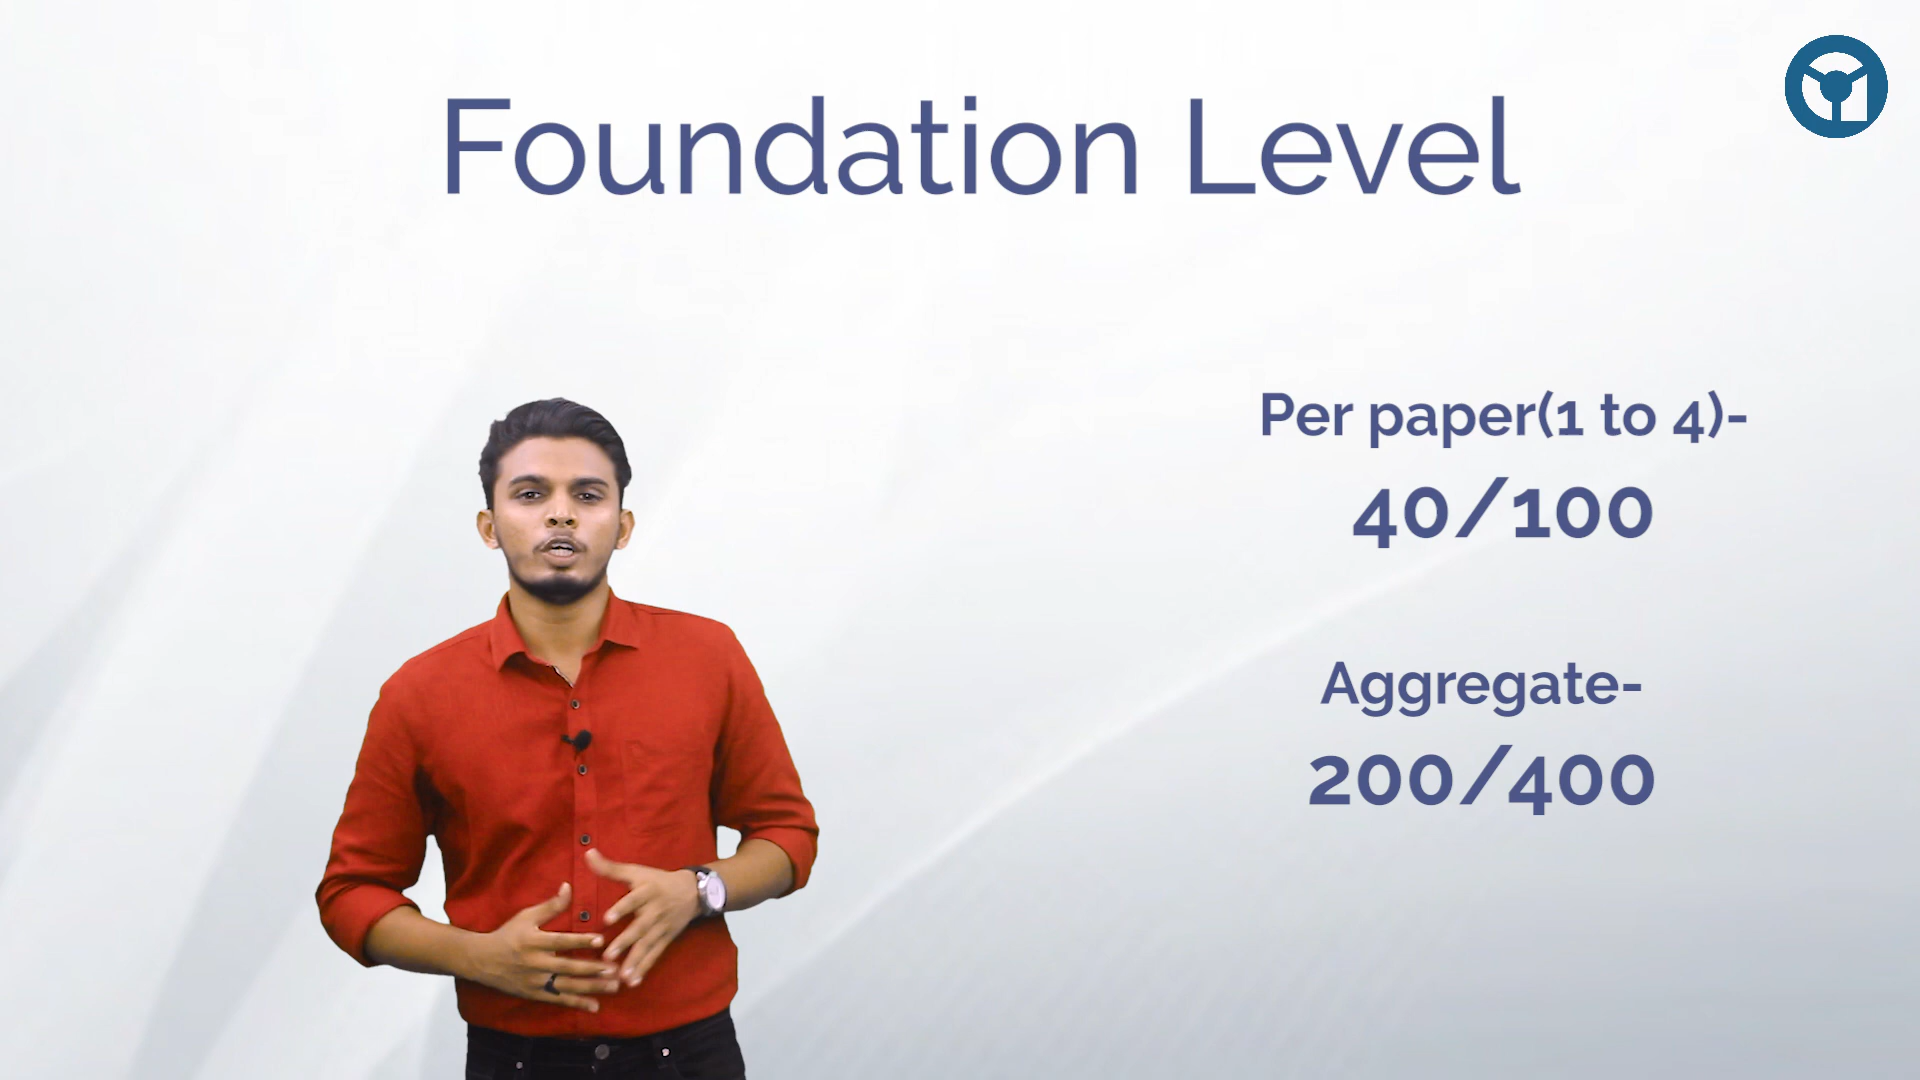 Foundation Level
Per paper(1 to 4)-
40/100
Aggregate-
200/400